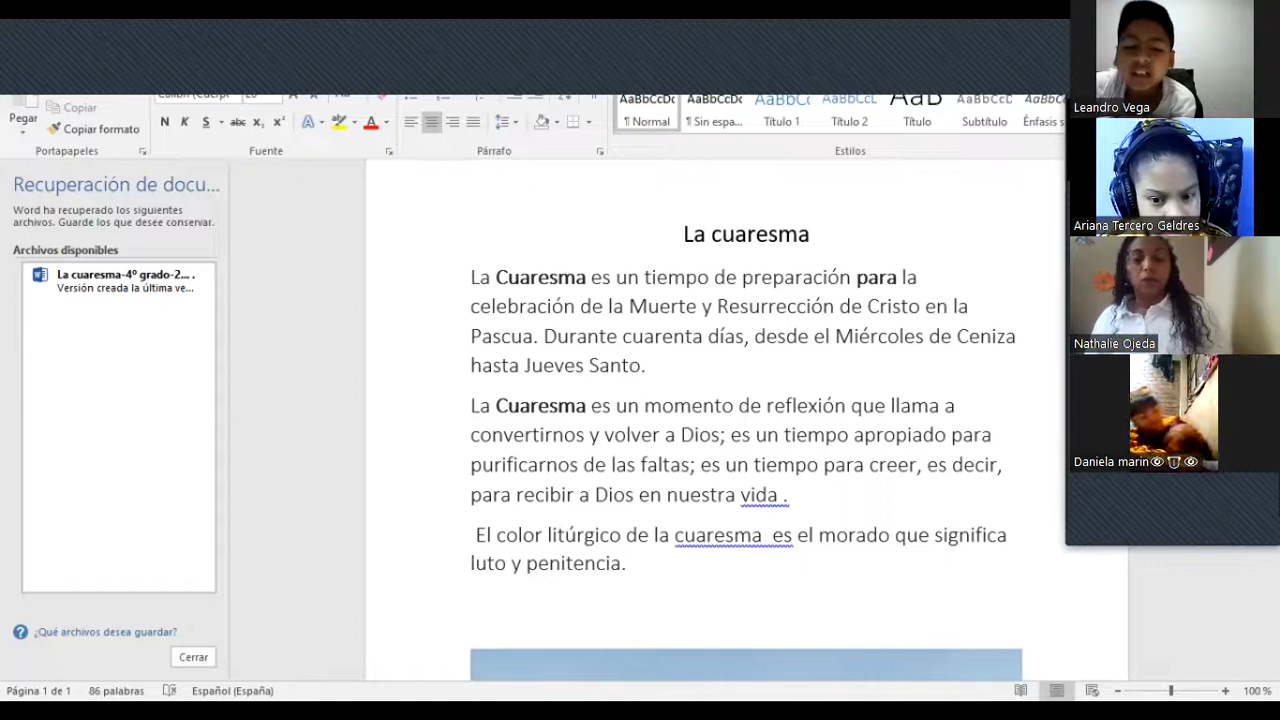 Copiar
Pegar
Copiar formato
Portapapeles
N K S abc x₂ x²
Fuente
Párrafo
AaBbCcDc AaBbCcDc AaBbC( AaBbCc AaB AaBbCcD
¶ Normal ¶ Sin espa... Título 1 Título 2 Título Subtítulo Énfasis s
Estilos
Recuperación de docu...
Word ha recuperado los siguientes
archivos. Guarde los que desee conservar.
Archivos disponibles
La cuaresma-4º grado-2... .
Versión creada la última ve...
¿Qué archivos desea guardar?
Cerrar
La cuaresma
La Cuaresma es un tiempo de preparación para la
celebración de la Muerte y Resurrección de Cristo en la
Pascua. Durante cuarenta días, desde el Miércoles de Ceniza
hasta Jueves Santo.
La Cuaresma es un momento de reflexión que llama a
convertirnos y volver a Dios; es un tiempo apropiado para
purificarnos de las faltas; es un tiempo para creer, es decir,
para recibir a Dios en nuestra vida .
El color litúrgico de la cuaresma  es el morado que significa
luto y penitencia.
Leandro Vega
Ariana Tercero Geldres
Nathalie Ojeda
Daniela marin
Página 1 de 1 86 palabras Español (España) 100 %